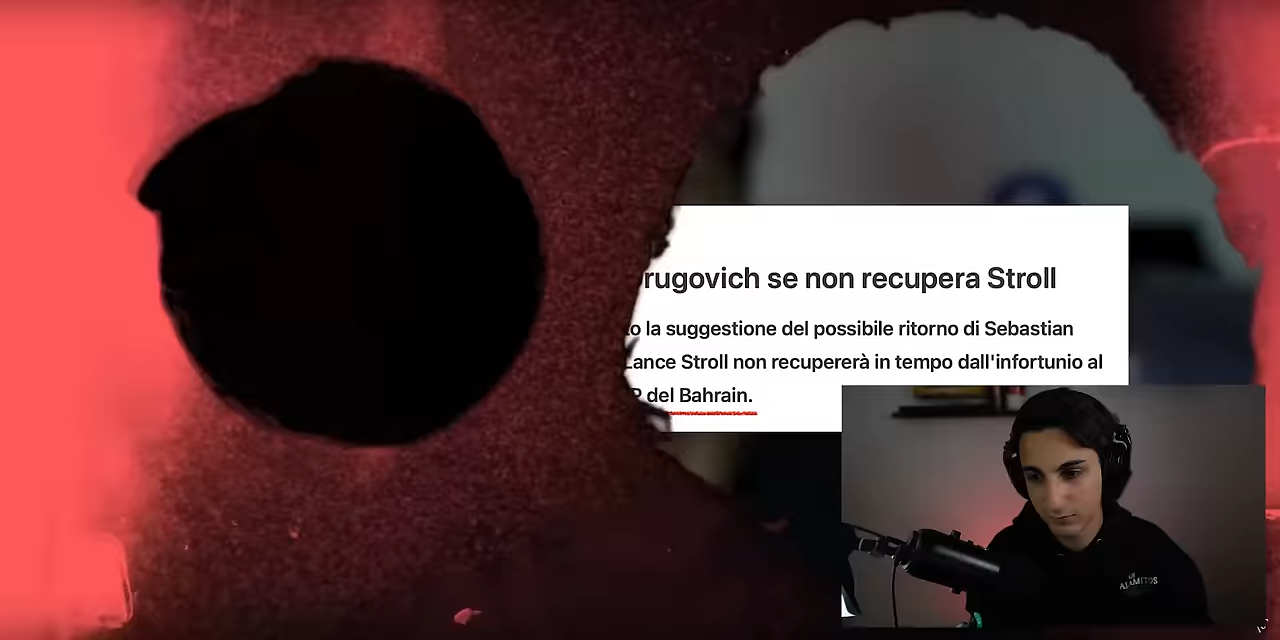 rugovich se non recupera Stroll
o la suggestione del possibile ritorno di Sebastian
Lance Stroll non recupererà in tempo dall'infortunio al
P del Bahrain.
ALAMITOS